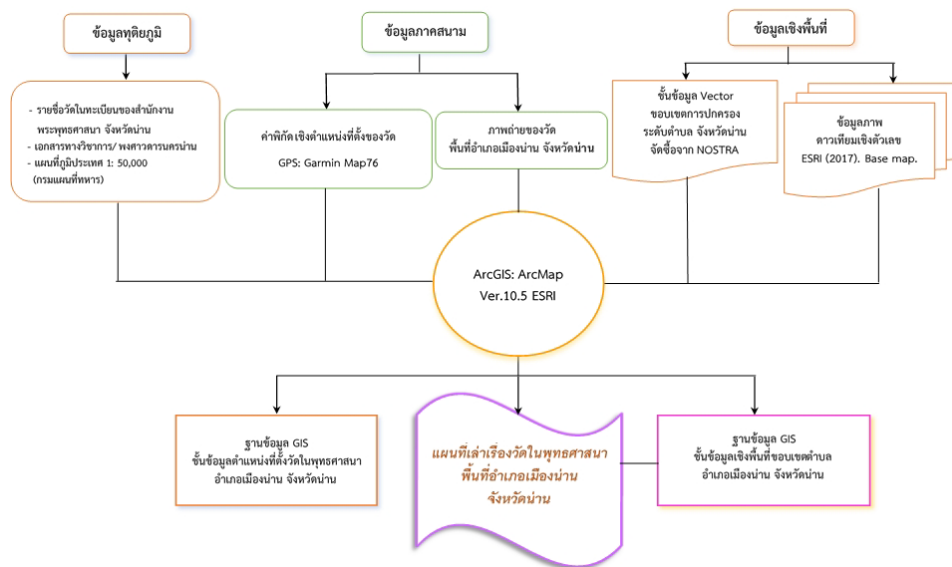 ข้อมูลทุติยภูมิ
ข้อมูลภาคสนาม
ข้อมูลเชิงพื้นที่
- รายชื่อวัดในทะเบียนของสำนักงาน
พระพุทธศาสนา จังหวัดน่าน
- เอกสารทางวิชาการ/ พงศาวดารนครน่าน
- แผนที่ภูมิประเทศ 1: 50,000
(กรมแผนที่ทหาร)
ค่าพิกัดเชิงตำแหน่งที่ตั้งของวัด
GPS: Garmin Map76
ภาพถ่ายของวัด
พื้นที่อำเภอเมืองน่าน จังหวัดน่าน
ชั้นข้อมูล Vector
ขอบเขตการปกครอง
ระดับตำบล จังหวัดน่าน
จัดซื้อจาก NOSTRA
ข้อมูลภาพ
ดาวเทียมเชิงตัวเลข
ESRI (2017). Base map.
ArcGIS: ArcMap
Ver.10.5 ESRI
ฐานข้อมูล GIS
ชั้นข้อมูลตำแหน่งที่ตั้งวัดในพุทธศาสนา
อำเภอเมืองน่าน จังหวัดน่าน
แผนที่เล่าเรื่องวัดในพุทธศาสนา
พื้นที่อำเภอเมืองน่าน
จังหวัดน่าน
ฐานข้อมูล GIS
ชั้นข้อมูลเชิงพื้นที่ขอบเขตตำบล
อำเภอเมืองน่าน จังหวัดน่าน